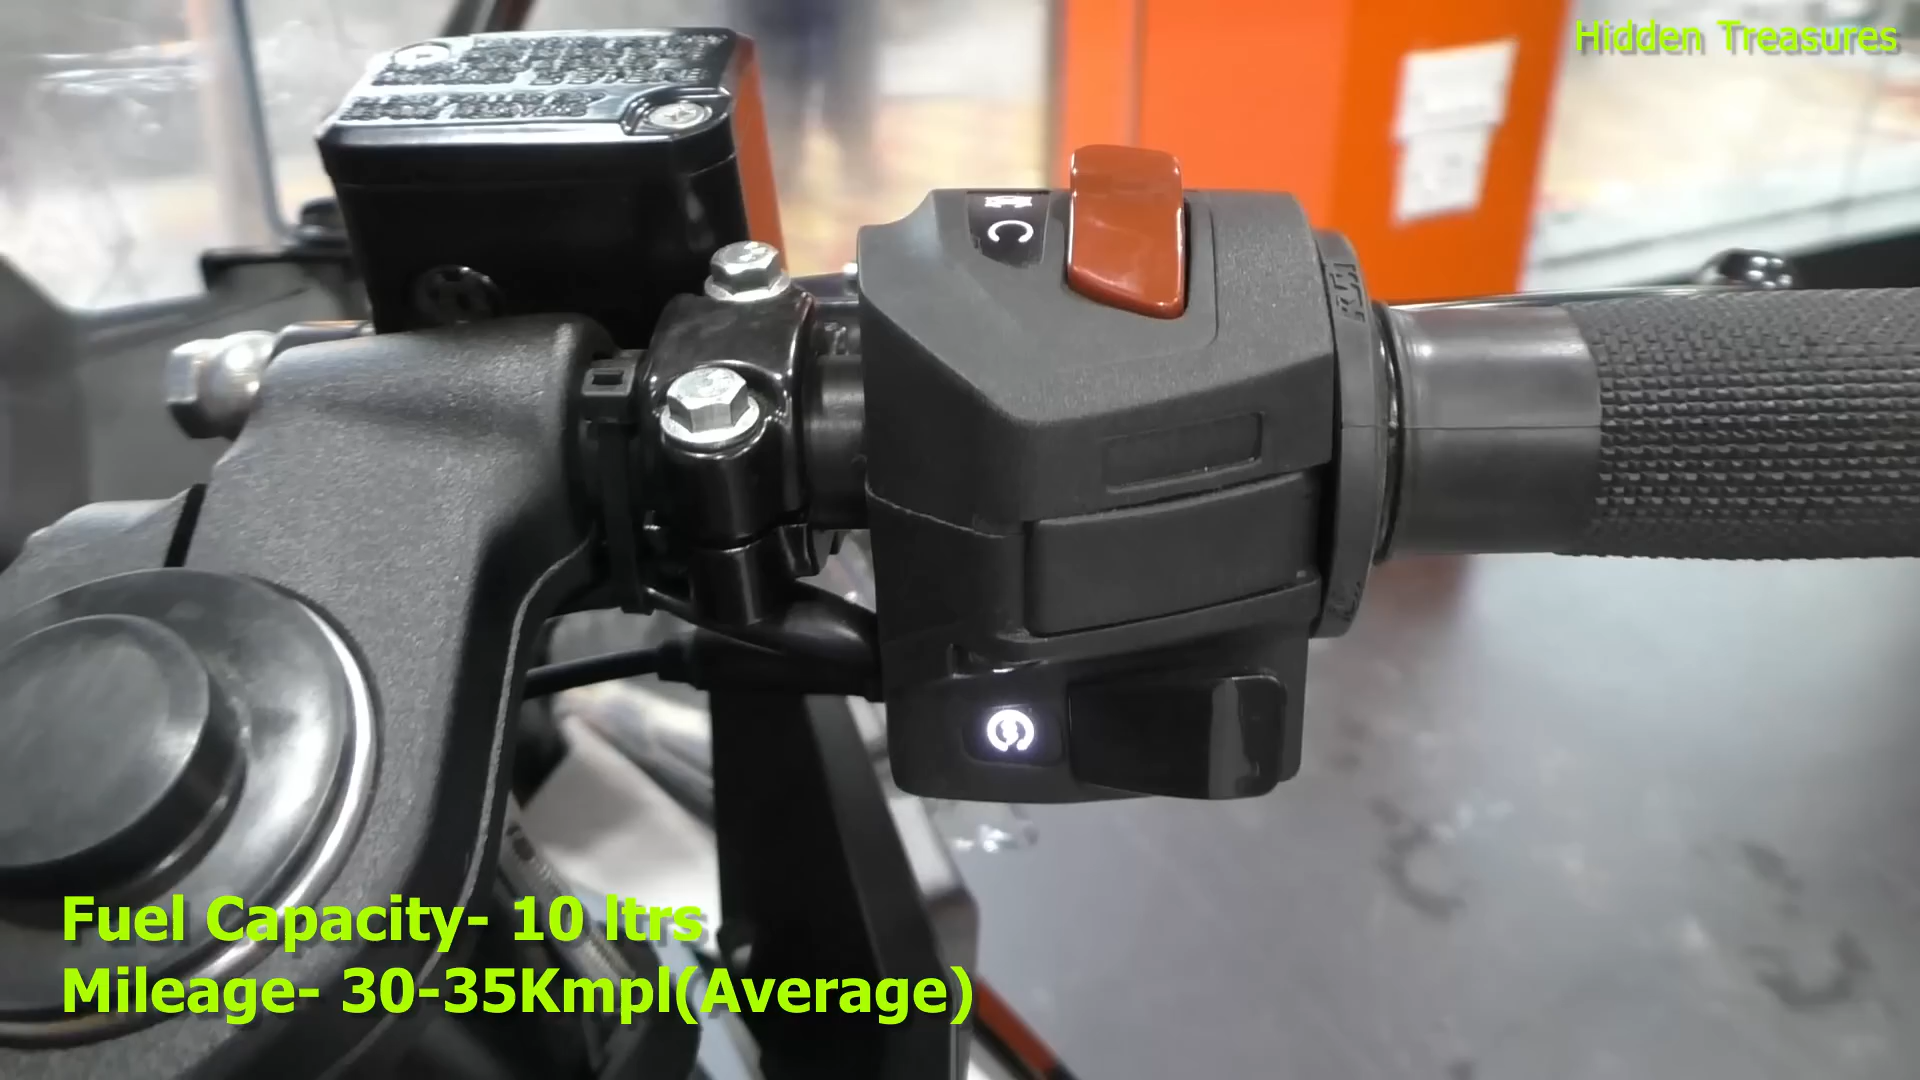 Hidden Treasures
Fuel Capacity- 10 ltrs
Mileage- 30-35Kmpl(Average)